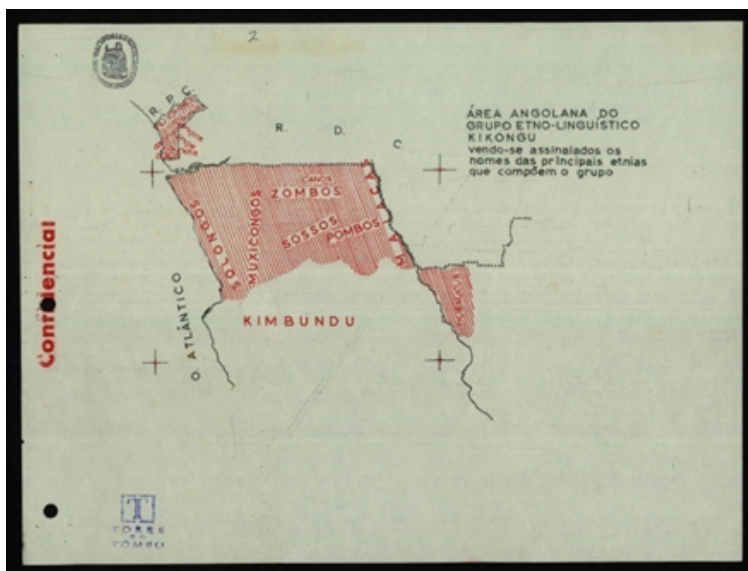 2
R. P. C.
R. D. C.
ÁREA ANGOLANA DO
GRUPO ETNO-LINGUÍSTICO
KIKONGU
vendo-se assinalados os
nomes das principais etnias
que compõem o grupo
CANOS
ZOMBOS
SOLONGOS
MUXICONGOS
SOSSOS
POMBOS
KIMBUNDU
O. ATLÂNTICO
Confidencial
TORRE
DO
TOMBO